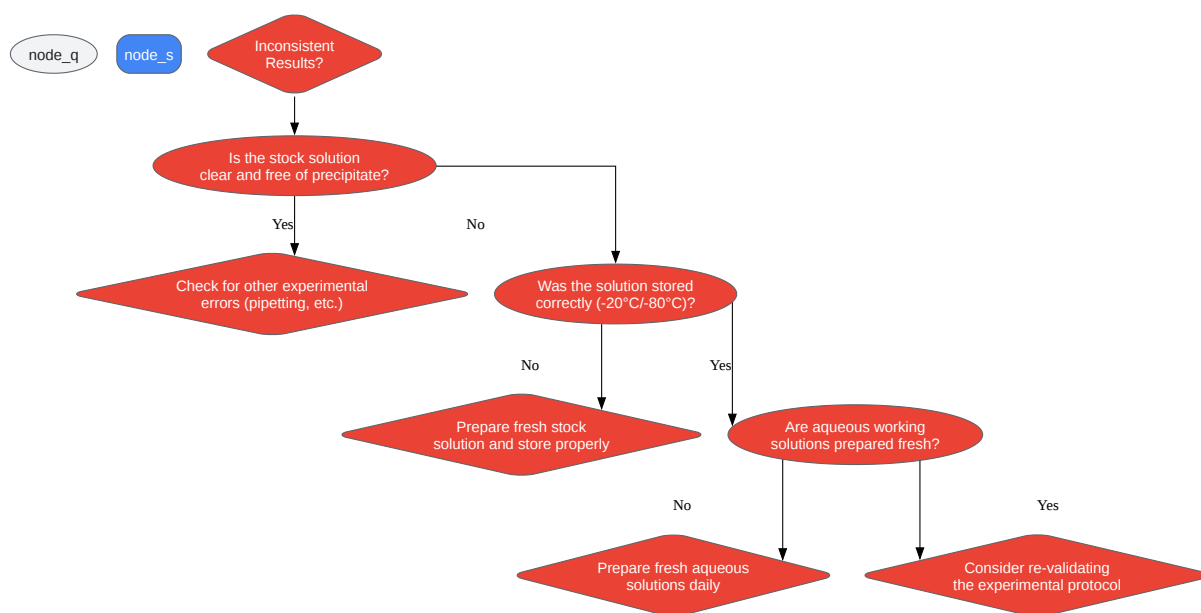 node_q
node_s
Inconsistent
Results?
Is the stock solution
clear and free of precipitate?
Yes
No
Check for other experimental
errors (pipetting, etc.)
Was the solution stored
correctly (-20°C/-80°C)?
No
Yes
Prepare fresh stock
solution and store properly
Are aqueous working
solutions prepared fresh?
No
Yes
Prepare fresh aqueous
solutions daily
Consider re-validating
the experimental protocol